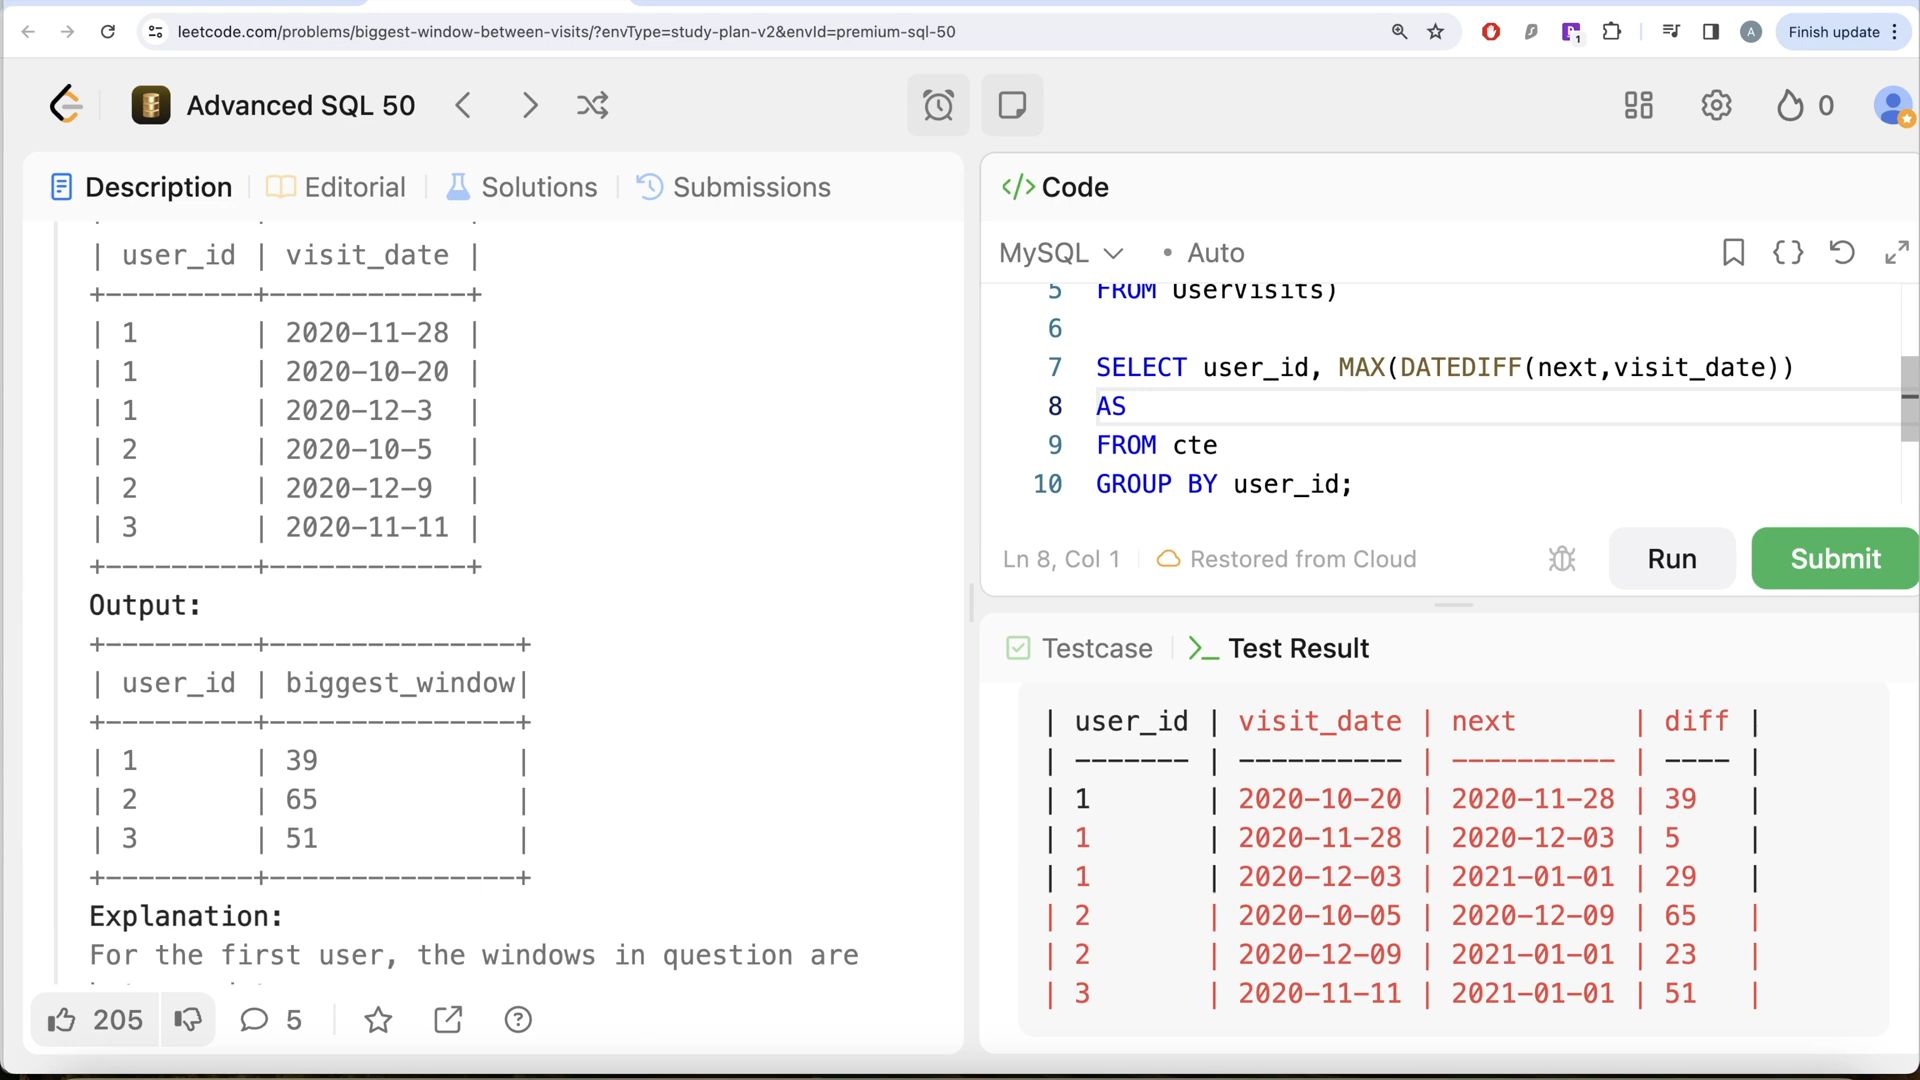 leetcode.com/problems/biggest-window-between-visits/?envType=study-plan-v2&envId=premium-sql-50
1
A
Finish update
Advanced SQL 50
0
Description
Editorial
Solutions
Submissions
| user_id | visit_date |
+---------+------------+
| 1 | 2020-11-28 |
| 1 | 2020-10-20 |
| 1 | 2020-12-3 |
| 2 | 2020-10-5 |
| 2 | 2020-12-9 |
| 3 | 2020-11-11 |
+---------+------------+
Output:
+---------+---------------+
| user_id | biggest_window|
+---------+---------------+
| 1 | 39 |
| 2 | 65 |
| 3 | 51 |
+---------+---------------+
Explanation:
For the first user, the windows in question are
205
5
</> Code
MySQL • Auto
5 FROM userVisits)
6
7 SELECT user_id, MAX(DATEDIFF(next,visit_date))
8 AS
9 FROM cte
10 GROUP BY user_id;
Ln 8, Col 1
Restored from Cloud
Run
Submit
Testcase
>_ Test Result
| user_id | visit_date | next | diff |
| ------- | ---------- | ---------- | ---- |
| 1 | 2020-10-20 | 2020-11-28 | 39 |
| 1 | 2020-11-28 | 2020-12-03 | 5 |
| 1 | 2020-12-03 | 2021-01-01 | 29 |
| 2 | 2020-10-05 | 2020-12-09 | 65 |
| 2 | 2020-12-09 | 2021-01-01 | 23 |
| 3 | 2020-11-11 | 2021-01-01 | 51 |